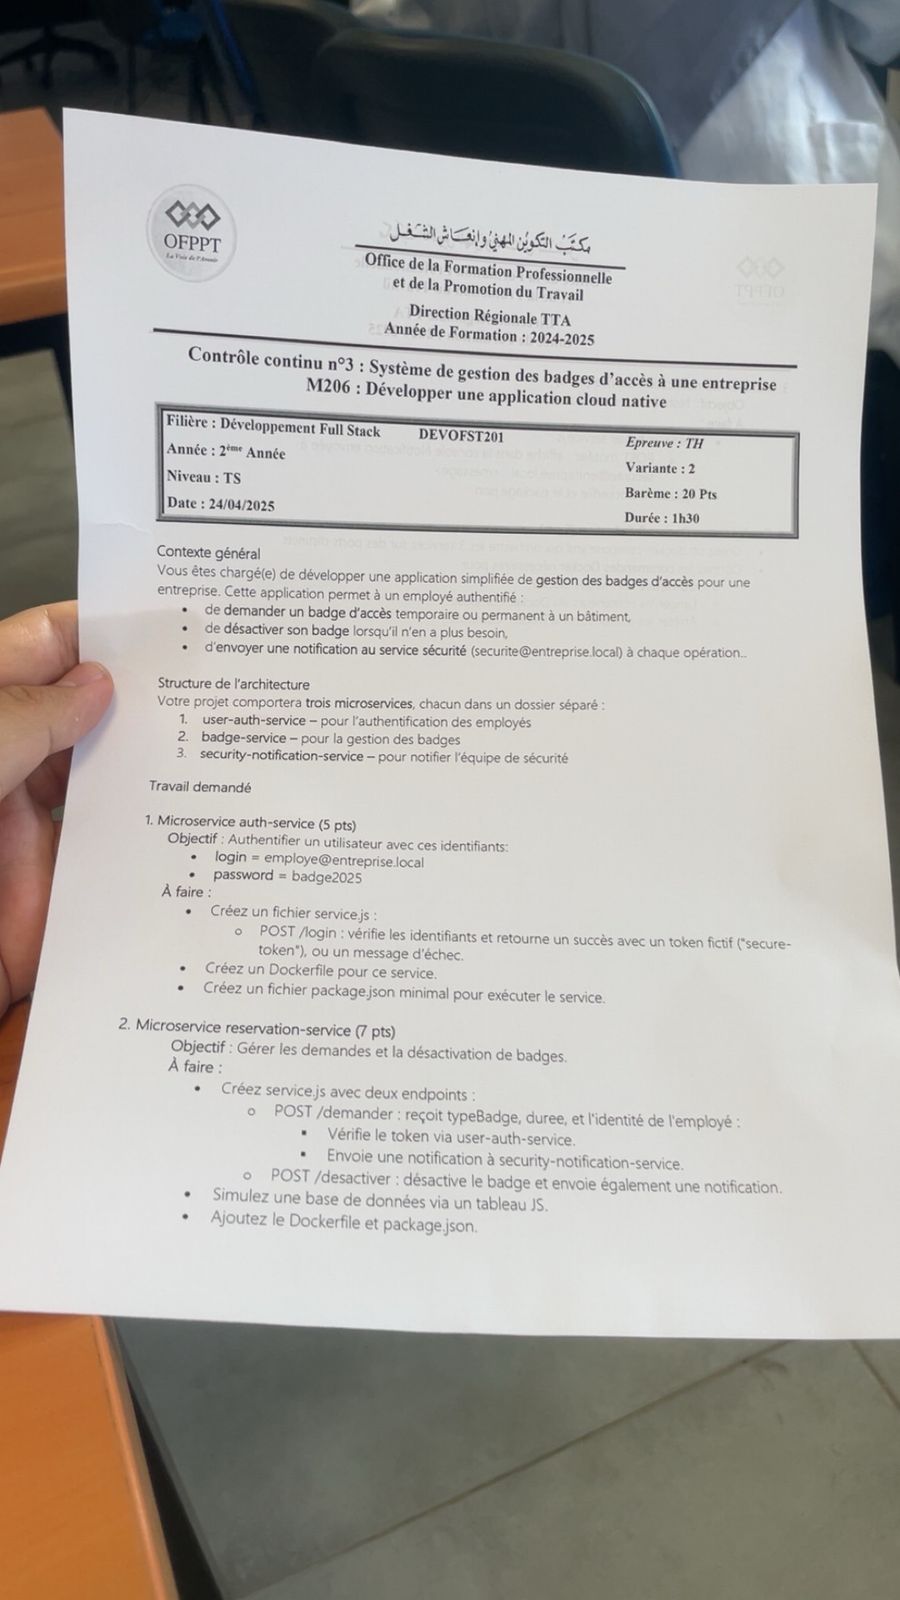 OFPPT
La Voie de l'Avenir
مكتب التكوين المهني وإنعاش الشغل
Office de la Formation Professionnelle
et de la Promotion du Travail
Direction Régionale TTA
Année de Formation : 2024-2025
Contrôle continu n°3 : Système de gestion des badges d'accès à une entreprise
M206 : Développer une application cloud native
Filière : Développement Full Stack DEVOFST201 Epreuve : TH
Année : 2ème Année Variante : 2
Niveau : TS Barème : 20 Pts
Date : 24/04/2025 Durée : 1h30
Contexte général
Vous êtes chargé(e) de développer une application simplifiée de gestion des badges d'accès pour une
entreprise. Cette application permet à un employé authentifié :
• de demander un badge d'accès temporaire ou permanent à un bâtiment,
• de désactiver son badge lorsqu'il n'en a plus besoin,
• d'envoyer une notification au service sécurité (securite@entreprise.local) à chaque opération..
Structure de l'architecture
Votre projet comportera trois microservices, chacun dans un dossier séparé :
1. user-auth-service – pour l'authentification des employés
2. badge-service – pour la gestion des badges
3. security-notification-service – pour notifier l'équipe de sécurité
Travail demandé
1. Microservice auth-service (5 pts)
Objectif : Authentifier un utilisateur avec ces identifiants:
• login = employe@entreprise.local
• password = badge2025
À faire :
• Créez un fichier service.js :
o POST /login : vérifie les identifiants et retourne un succès avec un token fictif ("secure-
token"), ou un message d'échec.
• Créez un Dockerfile pour ce service.
• Créez un fichier package.json minimal pour exécuter le service.
2. Microservice reservation-service (7 pts)
Objectif : Gérer les demandes et la désactivation de badges.
À faire :
• Créez service.js avec deux endpoints :
o POST /demander : reçoit typeBadge, duree, et l'identité de l'employé :
▪ Vérifie le token via user-auth-service.
▪ Envoie une notification à security-notification-service.
o POST /desactiver : désactive le badge et envoie également une notification.
• Simulez une base de données via un tableau JS.
• Ajoutez le Dockerfile et package.json.